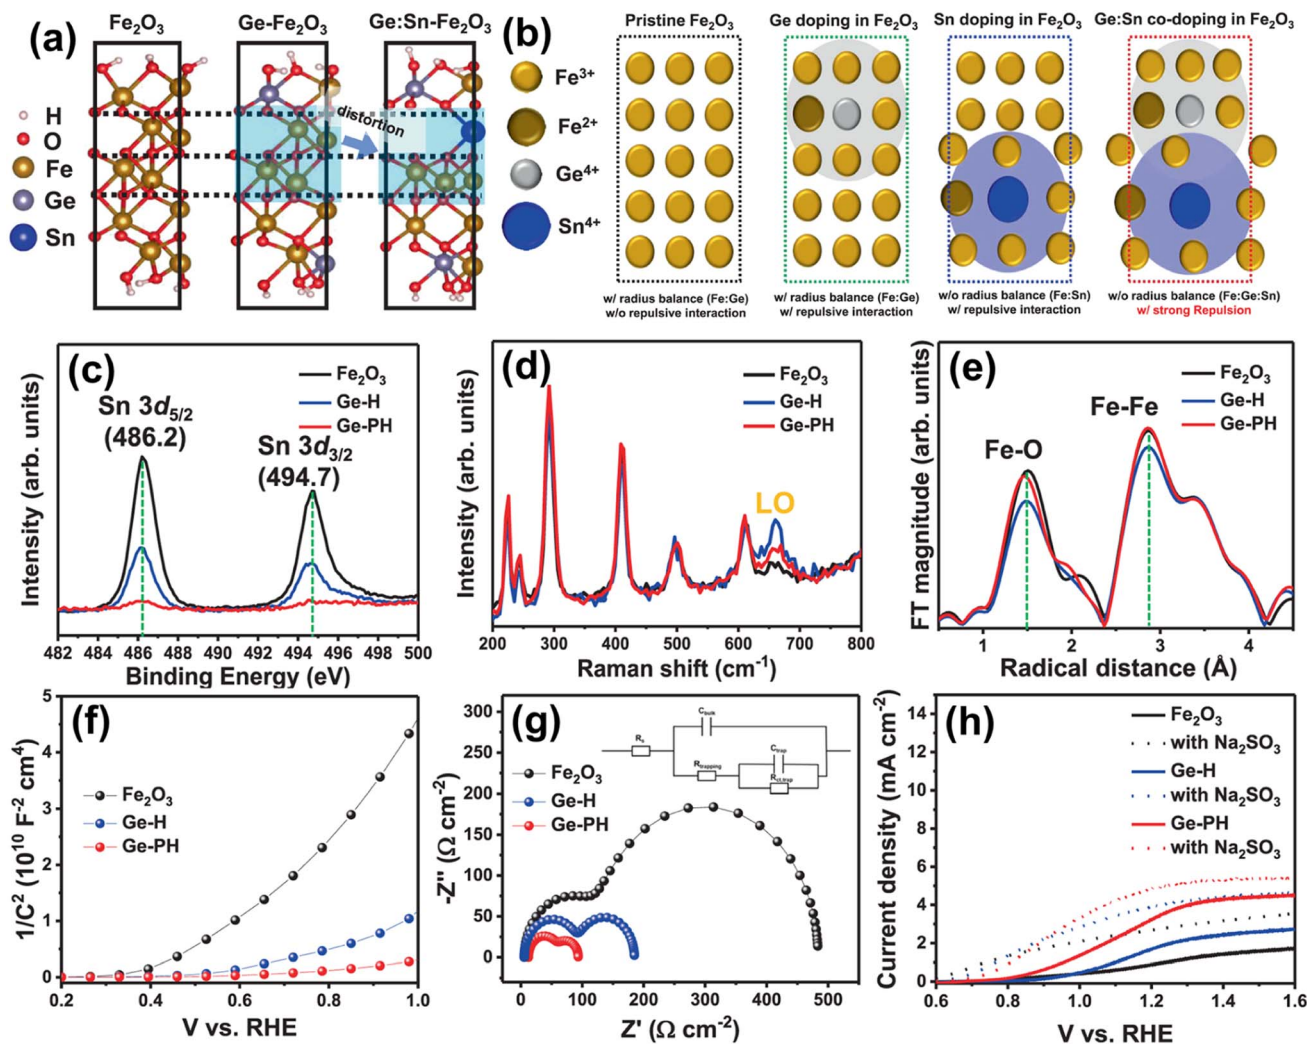 (a)
Fe2O3
Ge-Fe2O3
Ge:Sn-Fe2O3
distortion
H
O
Fe
Ge
Sn
(b)
Pristine Fe2O3
Ge doping in Fe2O3
Sn doping in Fe2O3
Ge:Sn co-doping in Fe2O3
Fe3+
Fe2+
Ge4+
Sn4+
w/ radius balance (Fe:Ge)
w/o repulsive interaction
w/ radius balance (Fe:Ge)
w/ repulsive interaction
w/o radius balance (Fe:Sn)
w/ repulsive interaction
w/o radius balance (Fe:Ge:Sn)
w/ strong Repulsion
(c)
Fe2O3
Ge-H
Ge-PH
Sn 3d5/2
(486.2)
Sn 3d3/2
(494.7)
Intensity (arb. units)
482 484 486 488 490 492 494 496 498 500
Binding Energy (eV)
(d)
Fe2O3
Ge-H
Ge-PH
LO
Intensity (arb. units)
200 300 400 500 600 700 800
Raman shift (cm-1)
(e)
Fe2O3
Ge-H
Ge-PH
Fe-O
Fe-Fe
FT magnitude (arb. units)
1 2 3 4
Radical distance (Å)
(f)
Fe2O3
Ge-H
Ge-PH
1/C2 (1010 F-2 cm4)
5
4
3
2
1
0
0.2 0.4 0.6 0.8 1.0
V vs. RHE
(g)
Fe2O3
Ge-H
Ge-PH
Rs
Cbulk
Rtrapping
Ctrap
Rct,trap
-Z'' (Ω cm-2)
300
250
200
150
100
50
0
0 100 200 300 400 500
Z' (Ω cm-2)
(h)
Fe2O3
with Na2SO3
Ge-H
with Na2SO3
Ge-PH
with Na2SO3
Current density (mA cm-2)
14
12
10
8
6
4
2
0
0.6 0.8 1.0 1.2 1.4 1.6
V vs. RHE